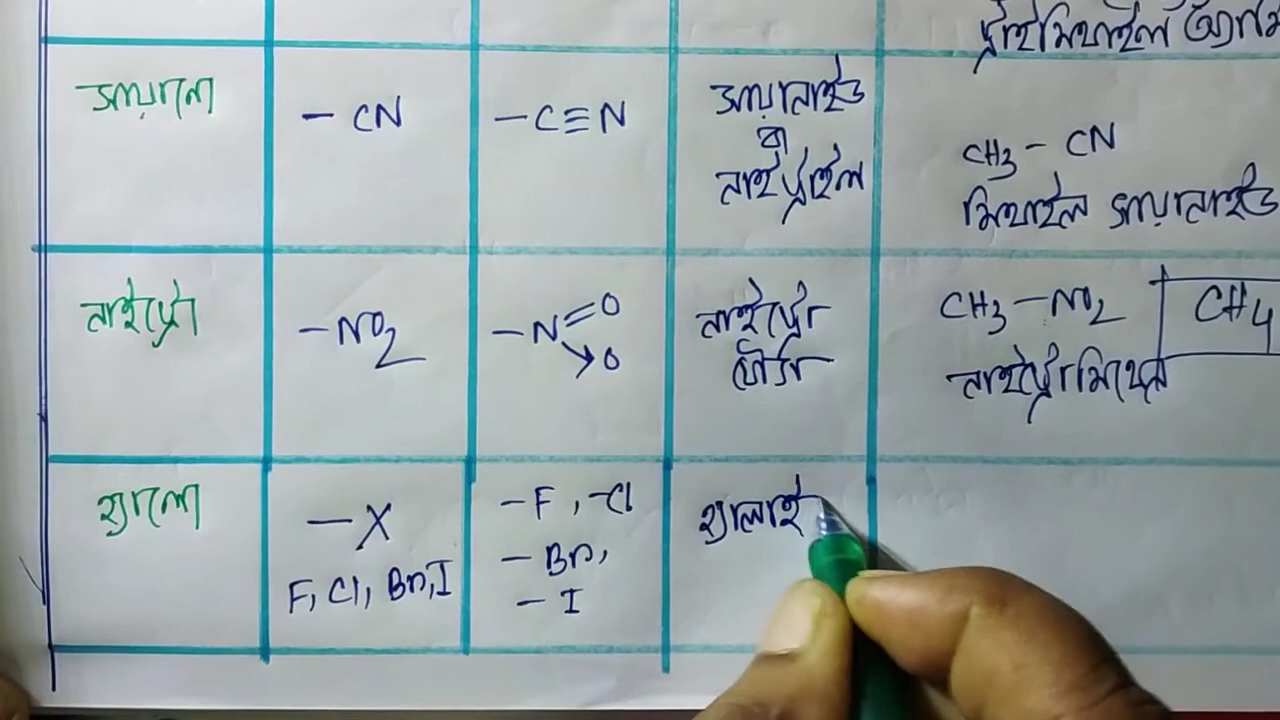 ট্রাইমিথাইল অ্যামি
সায়ানো
– CN
–C≡N
সায়ানাইড
বা
নাইট্রাইল
CH3 – CN
মিথাইল সায়ানাইড
নাইট্রো
–NO2
–N=O
→O
নাইট্রো
যৌগ
CH3 –NO2
CH4
নাইট্রোমিথেন
হ্যালো
–X
F, Cl, Br, I
–F, –Cl
–Br,
–I
হ্যালাই